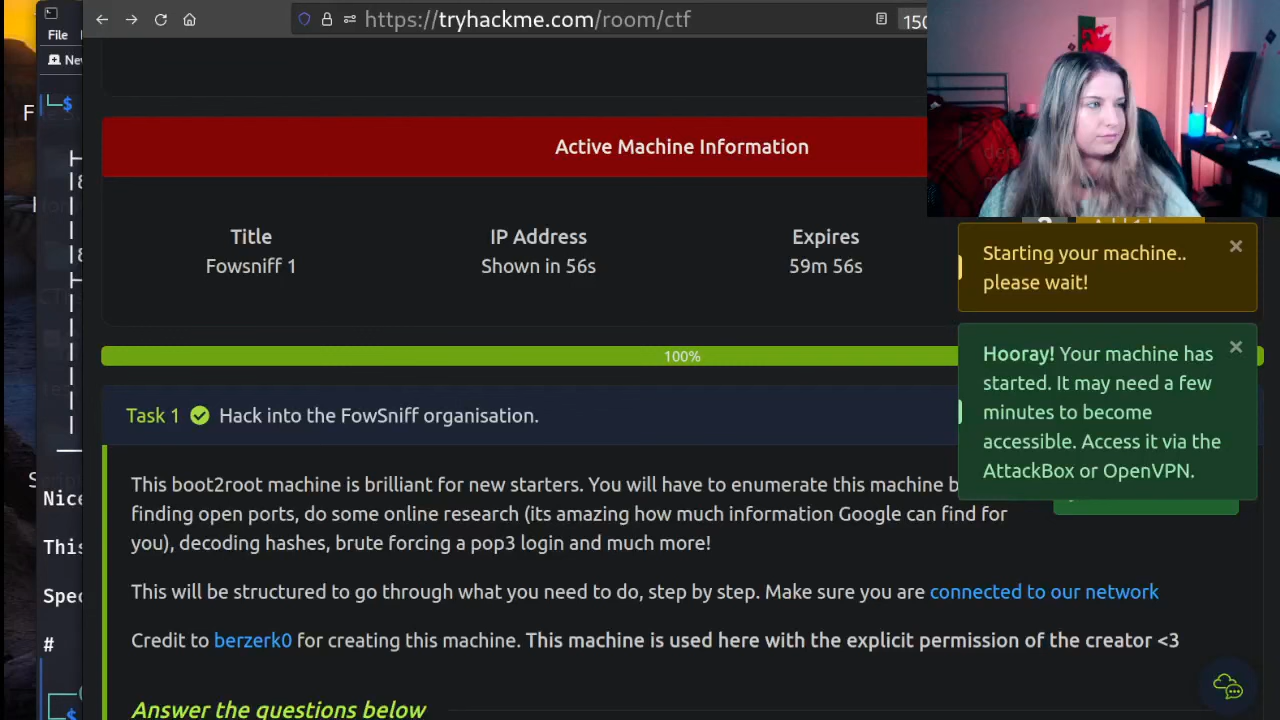 https://tryhackme.com/room/ctf
150
File
Nev
$
Active Machine Information
Title
IP Address
Expires
Fowsniff 1
Shown in 56s
59m 56s
Starting your machine..
please wait!
100%
Hooray! Your machine has
started. It may need a few
minutes to become
accessible. Access it via the
AttackBox or OpenVPN.
Task 1
Hack into the FowSniff organisation.
This boot2root machine is brilliant for new starters. You will have to enumerate this machine b
finding open ports, do some online research (its amazing how much information Google can find for
you), decoding hashes, brute forcing a pop3 login and much more!
This will be structured to go through what you need to do, step by step. Make sure you are connected to our network
Credit to berzerk0 for creating this machine. This machine is used here with the explicit permission of the creator <3
Answer the questions below
Nice
This
Spec
#
$